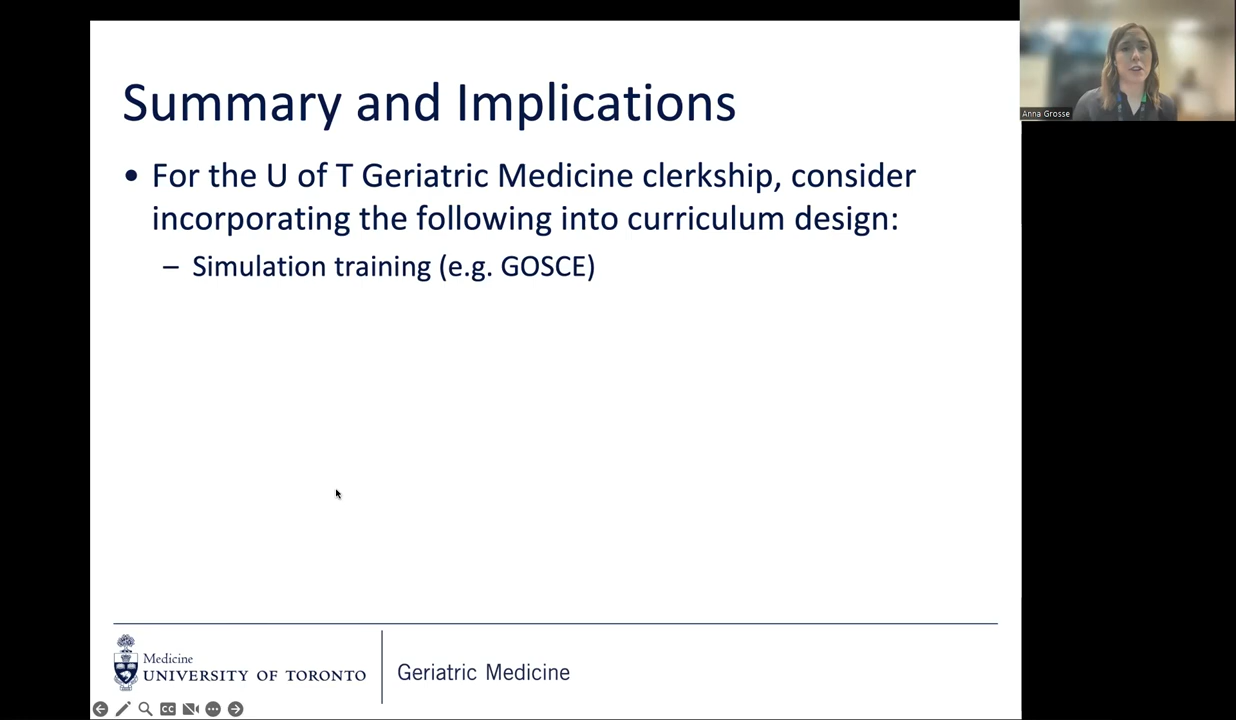 Summary and Implications
Anna Grosse
• For the U of T Geriatric Medicine clerkship, consider
incorporating the following into curriculum design:
– Simulation training (e.g. GOSCE)
Medicine
UNIVERSITY OF TORONTO
Geriatric Medicine
CC